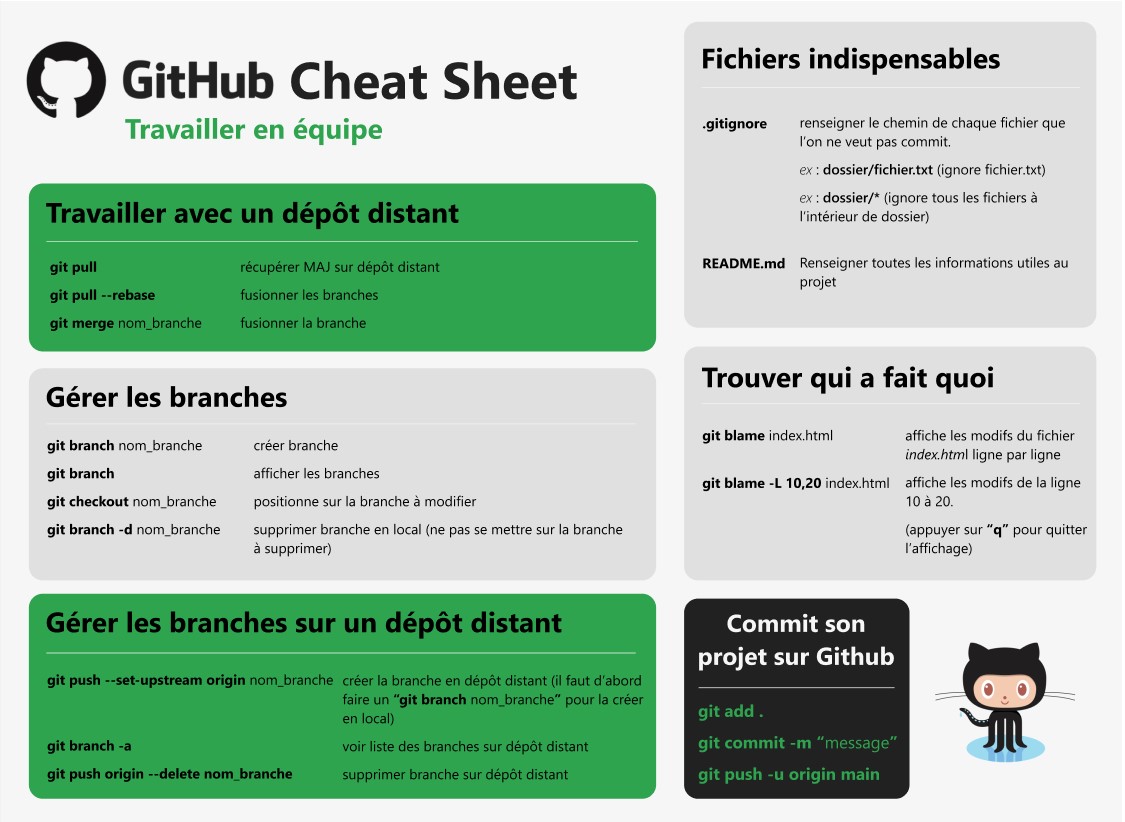 GitHub Cheat Sheet
Travailler en équipe
Travailler avec un dépôt distant
git pull récupérer MAJ sur dépôt distant
git pull --rebase fusionner les branches
git merge nom_branche fusionner la branche
Gérer les branches
git branch nom_branche créer branche
git branch afficher les branches
git checkout nom_branche positionne sur la branche à modifier
git branch -d nom_branche supprimer branche en local (ne pas se mettre sur la branche
à supprimer)
Gérer les branches sur un dépôt distant
git push --set-upstream origin nom_branche créer la branche en dépôt distant (il faut d’abord
faire un “git branch nom_branche” pour la créer
en local)
git branch -a voir liste des branches sur dépôt distant
git push origin --delete nom_branche supprimer branche sur dépôt distant
Fichiers indispensables
.gitignore renseigner le chemin de chaque fichier que
l’on ne veut pas commit.
ex : dossier/fichier.txt (ignore fichier.txt)
ex : dossier/* (ignore tous les fichiers à
l’intérieur de dossier)
README.md Renseigner toutes les informations utiles au
projet
Trouver qui a fait quoi
git blame index.html affiche les modifs du fichier
index.html ligne par ligne
git blame -L 10,20 index.html affiche les modifs de la ligne
10 à 20.
(appuyer sur “q” pour quitter
l’affichage)
Commit son
projet sur Github
git add .
git commit -m “message”
git push -u origin main